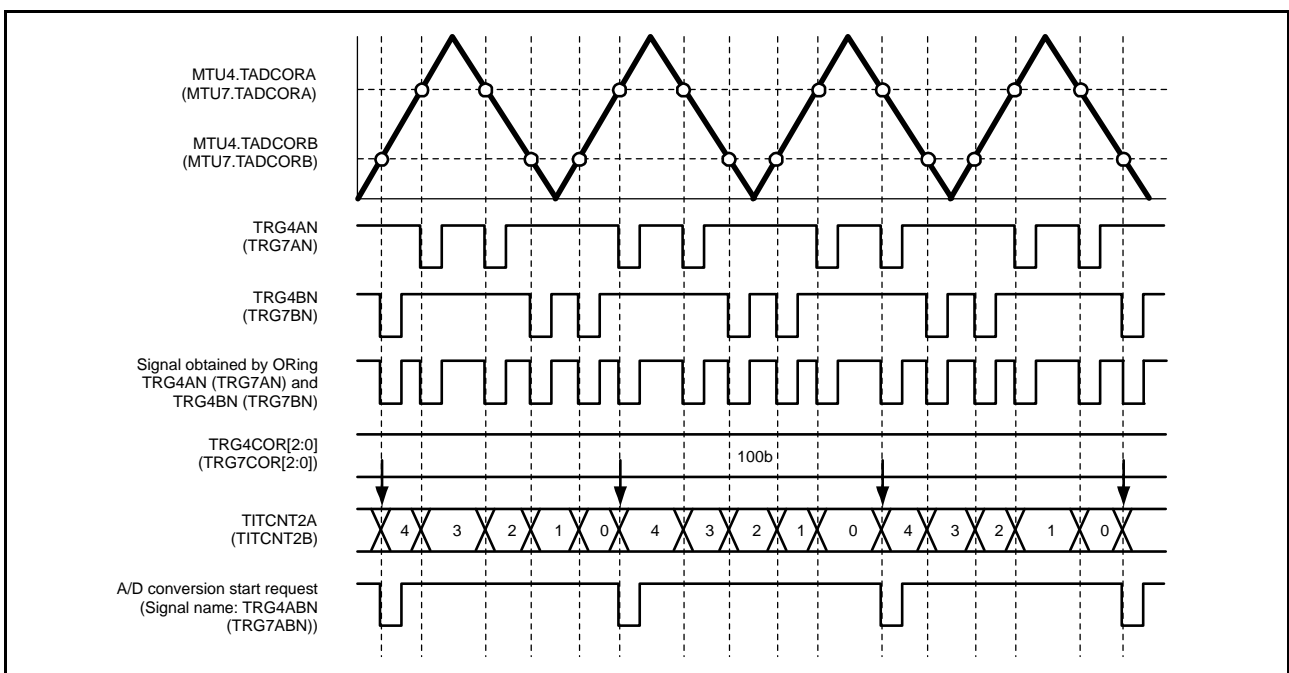 MTU4.TADCORA
(MTU7.TADCORA)
MTU4.TADCORB
(MTU7.TADCORB)
TRG4AN
(TRG7AN)
TRG4BN
(TRG7BN)
Signal obtained by ORing
TRG4AN (TRG7AN) and
TRG4BN (TRG7BN)
TRG4COR[2:0]
(TRG7COR[2:0])
100b
TITCNT2A
(TITCNT2B)
4 3 2 1 0 4 3 2 1 0 4 3 2 1 0
A/D conversion start request
(Signal name: TRG4ABN
(TRG7ABN))